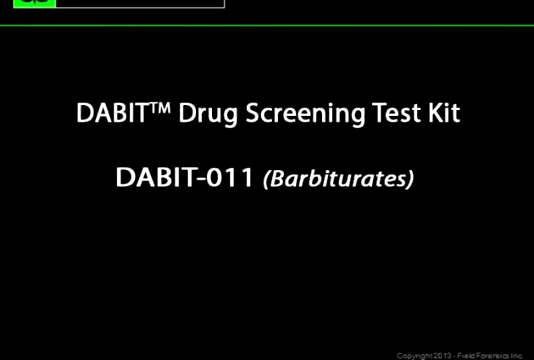 DABIT™ Drug Screening Test Kit
DABIT-011 (Barbiturates)
Copyright 2013 - Field Forensics Inc.